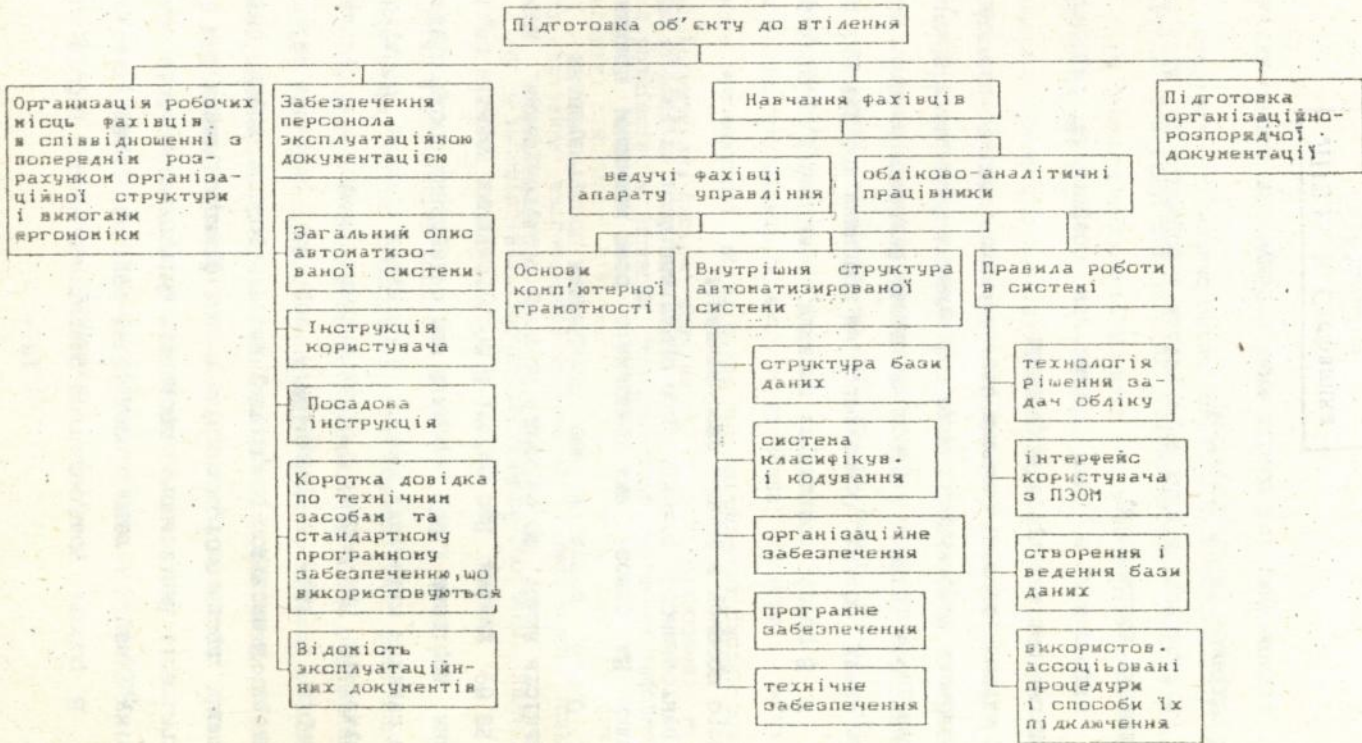 Підготовка об'єкту до втілення
Организація робочих
місць фахівців
в співвідношенні з
попереднім роз-
рахунком організа-
ційної структури
і вимогами
ергономіки
Забезпечення
персонола
эксплуатаційною
документацією
Загальний опис
автоматизо-
ваної системи
Інструкція
користувача
Посадова
інструкція
Коротка довідка
по технічним
засобам та
стандартному
програмному
забезпеченню,що
використовуються
Відомість
эксплуатаційн-
них документів
Навчання фахівців
ведучі фахівці
апарату управління
обліково-аналітичні
працівники
Основи
комп'ютерної
грамотності
Внутрішня структура
автоматизированої
системи
структура бази
даних
система
класифікув.
і кодування
організаційне
забезпечення
програмне
забезпечення
технічне
забезпечення
Правила роботи
в системі
технологія
рішення за-
дач обліку
інтерфейс
користувача
з ПЭОМ
створення і
ведення бази
даних
використов.
ассоційовані
процедури
і способи їх
підключення
Підготовка
організаційно-
розпорядчої
документації